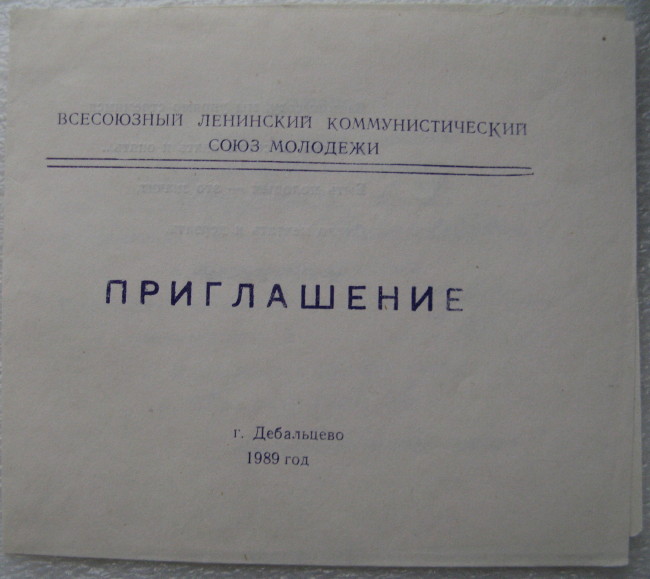 ВСЕСОЮЗНЫЙ ЛЕНИНСКИЙ КОММУНИСТИЧЕСКИЙ
СОЮЗ МОЛОДЕЖИ
ПРИГЛАШЕНИЕ
г. Дебальцево
1989 год